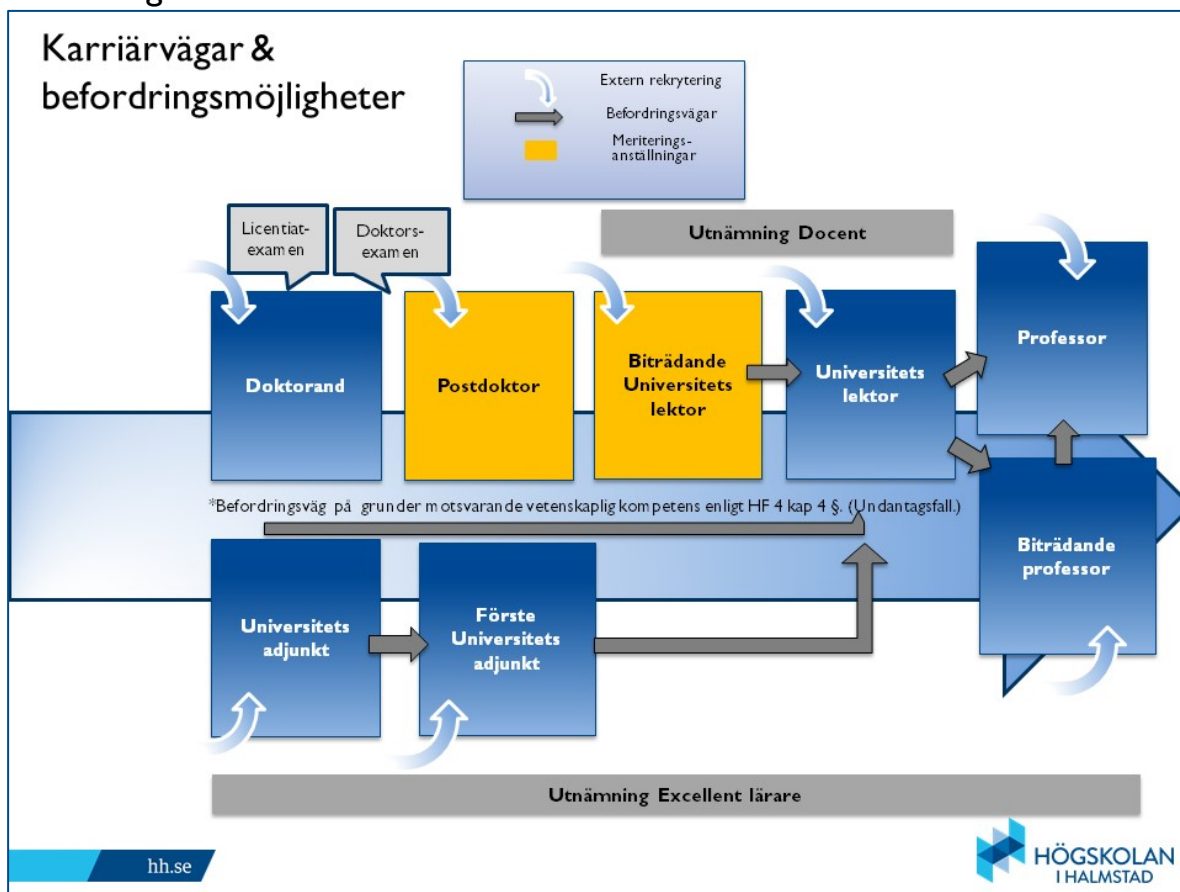 Karriärvägar &
befordringsmöjligheter
Extern rekrytering
Befordringsvägar
Meriterings-
anställningar
Licentiat-
examen
Doktors-
examen
Utnämning Docent
Doktorand
Postdoktor
Biträdande
Universitets
lektor
Universitets
lektor
Professor
*Befordringsväg på grunder motsvarande vetenskaplig kompetens enligt HF 4 kap 4 §. (Undantagsfall.)
Biträdande
professor
Universitets
adjunkt
Förste
Universitets
adjunkt
Utnämning Excellent lärare
hh.se
HÖGSKOLAN
I HALMSTAD